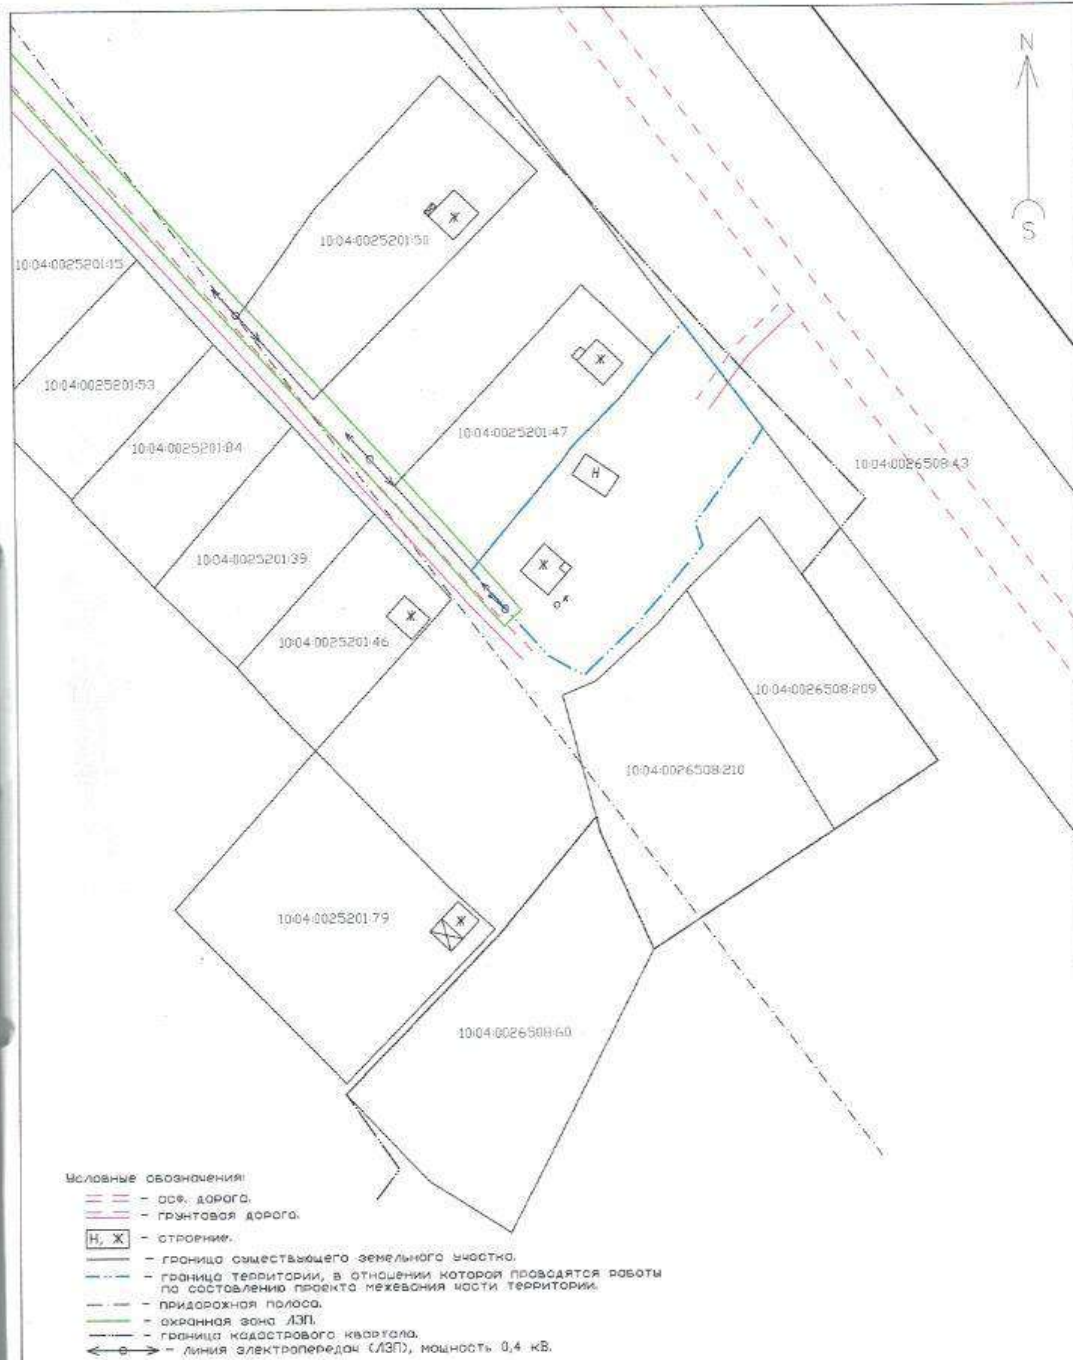 N
S
10:04:0025201:50
10:04:0025201:15
10:04:0025201:53
10:04:0025201:84
10:04:0025201:47
10:04:0026508:43
10:04:0025201:39
10:04:0025201:46
10:04:0026508:209
10:04:0026508:210
10:04:0025201:79
10:04:0026508:60
Ж
Ж
Н
Ж
К
Ж
Ж
Условные обозначения:
- асф. дорога.
- грунтовая дорога.
Н, Ж - строение.
- граница существующего земельного участка.
- граница территории, в отношении которой проводятся работы
по составлению проекта межевания части территории.
- придорожная полоса.
- охранная зона ЛЭП.
- граница кадастрового квартала.
- линия электропередач (ЛЭП), мощность 0,4 кВ.